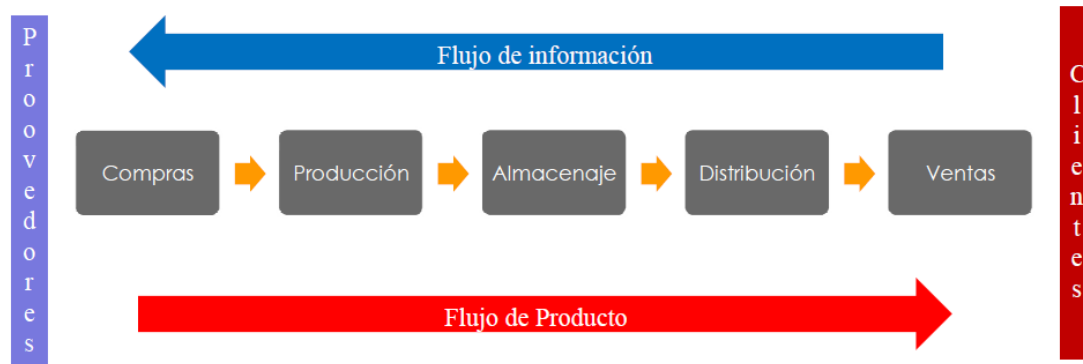 Proovedores
Flujo de información
Clientes
Compras
Producción
Almacenaje
Distribución
Ventas
Flujo de Producto